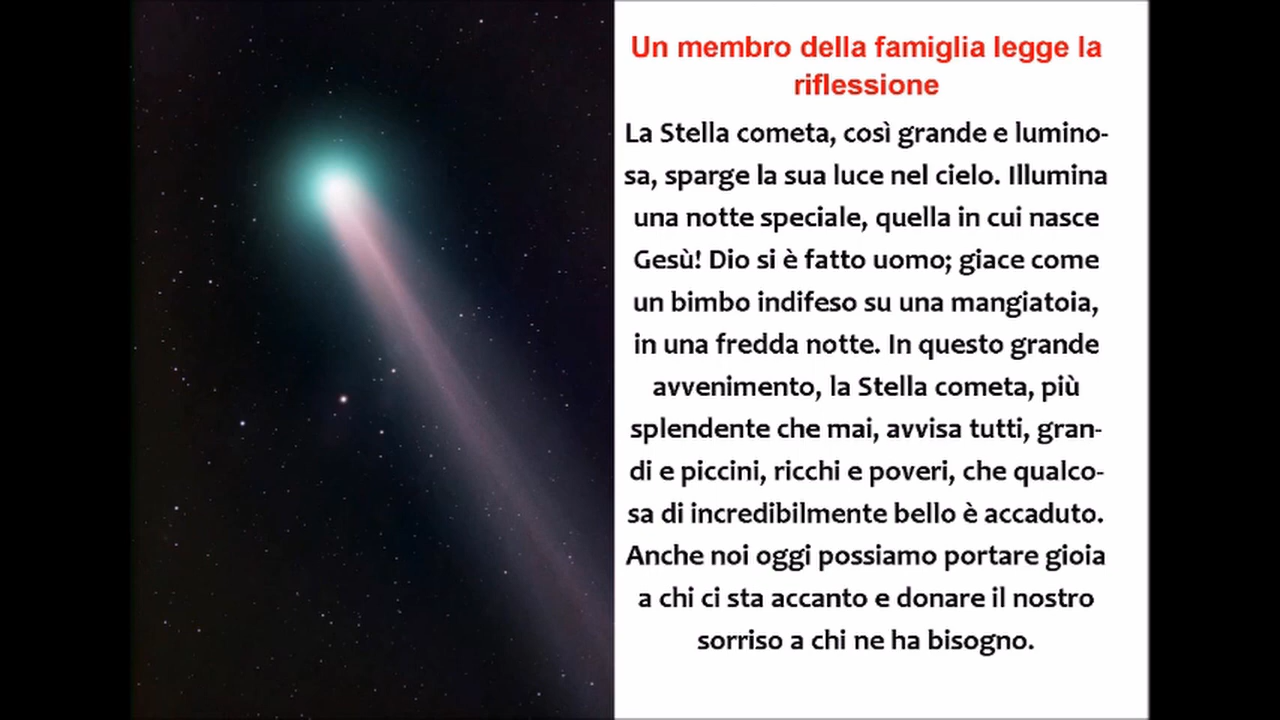 Un membro della famiglia legge la
riflessione
La Stella cometa, così grande e lumino-
sa, sparge la sua luce nel cielo. Illumina
una notte speciale, quella in cui nasce
Gesù! Dio si è fatto uomo; giace come
un bimbo indifeso su una mangiatoia,
in una fredda notte. In questo grande
avvenimento, la Stella cometa, più
splendente che mai, avvisa tutti, gran-
di e piccini, ricchi e poveri, che qualco-
sa di incredibilmente bello è accaduto.
Anche noi oggi possiamo portare gioia
a chi ci sta accanto e donare il nostro
sorriso a chi ne ha bisogno.